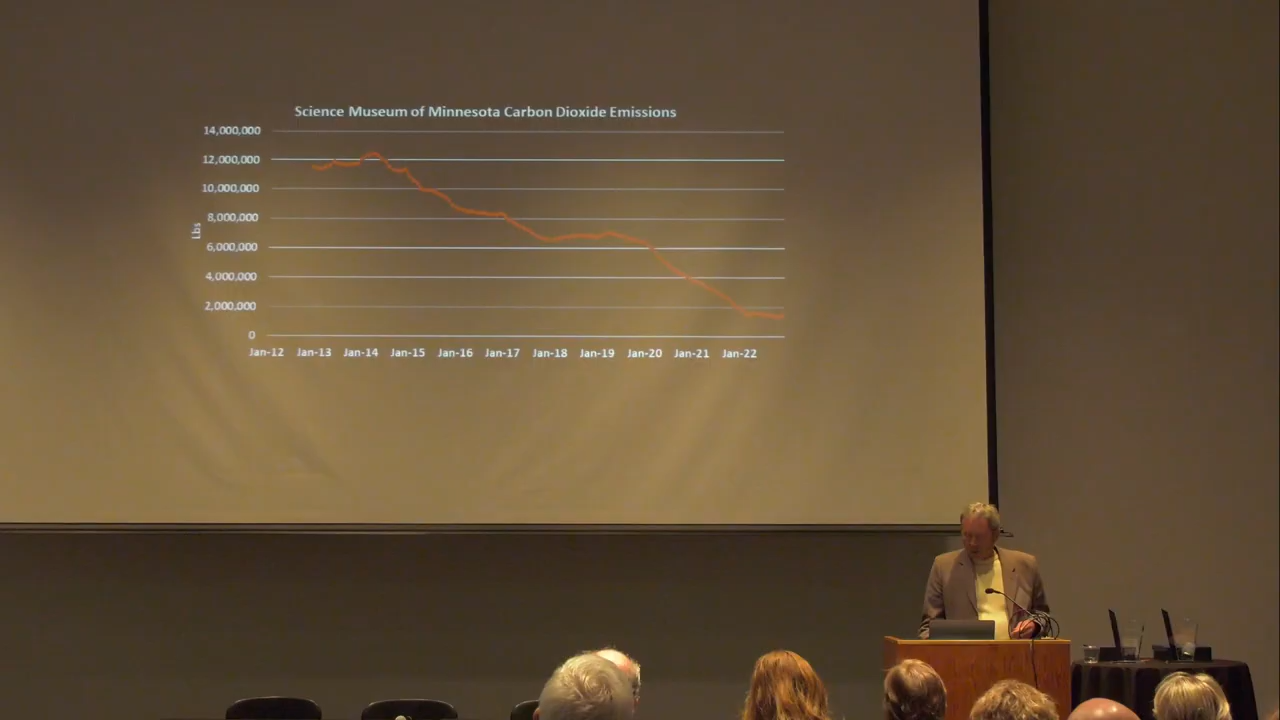 Science Museum of Minnesota Carbon Dioxide Emissions
14,000,000
12,000,000
10,000,000
8,000,000
Lbs
6,000,000
4,000,000
2,000,000
0
Jan-12 Jan-13 Jan-14 Jan-15 Jan-16 Jan-17 Jan-18 Jan-19 Jan-20 Jan-21 Jan-22